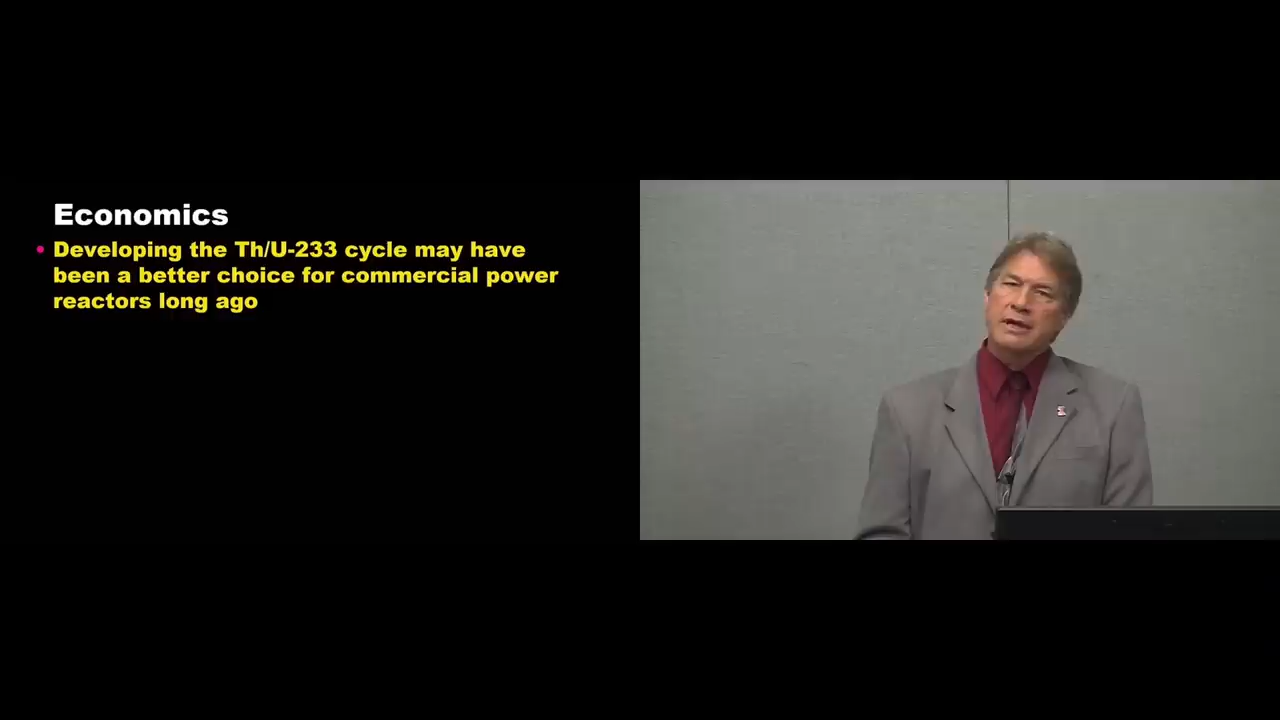 Economics
• Developing the Th/U-233 cycle may have
been a better choice for commercial power
reactors long ago